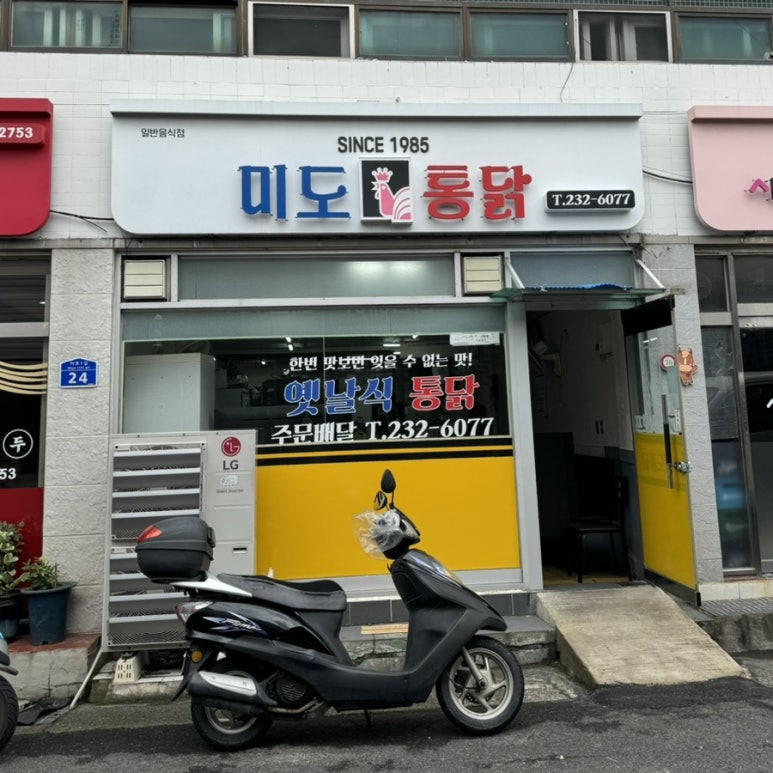 2753
일반음식점
SINCE 1985
미도 통닭
T.232-6077
한번 맛보면 잊을 수 없는 맛!
옛날식 통닭
주문배달 T.232-6077
24
두
753
LG